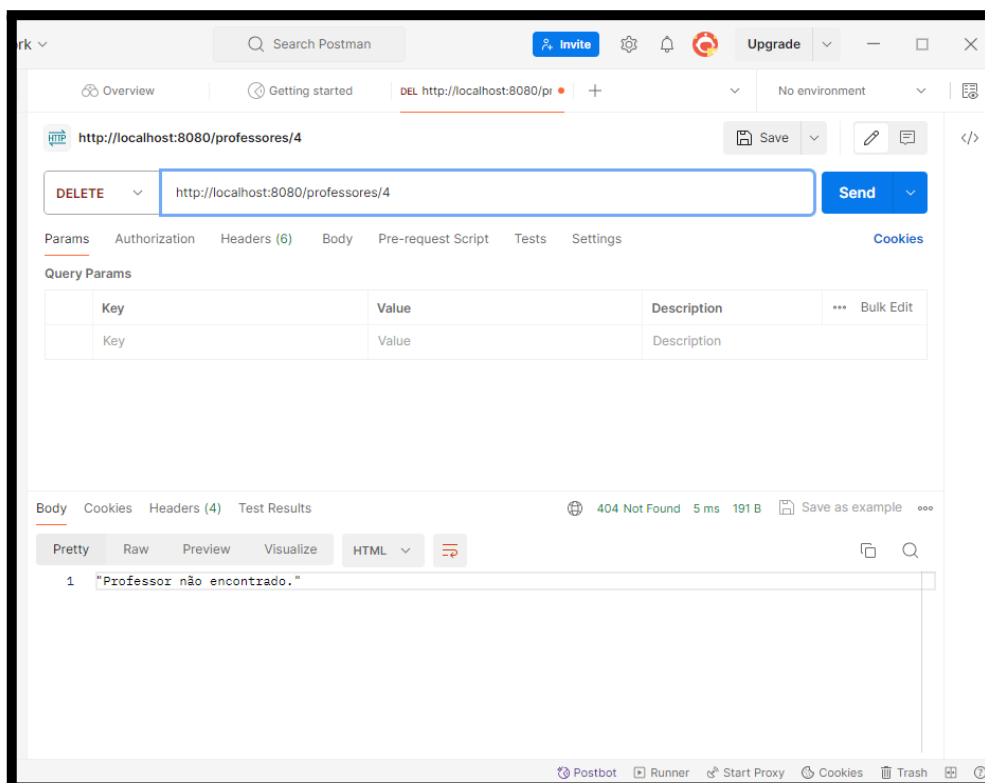 rk
Search Postman
Invite
Upgrade
Overview
Getting started
DEL http://localhost:8080/pr
No environment
HTTP http://localhost:8080/professores/4
Save
</>
DELETE
http://localhost:8080/professores/4
Send
Params Authorization Headers (6) Body Pre-request Script Tests Settings
Cookies
Query Params
Key Value Description ••• Bulk Edit
Key Value Description
Body Cookies Headers (4) Test Results
404 Not Found 5 ms 191 B Save as example
Pretty Raw Preview Visualize HTML
1 "Professor não encontrado."
Postbot Runner Start Proxy Cookies Trash